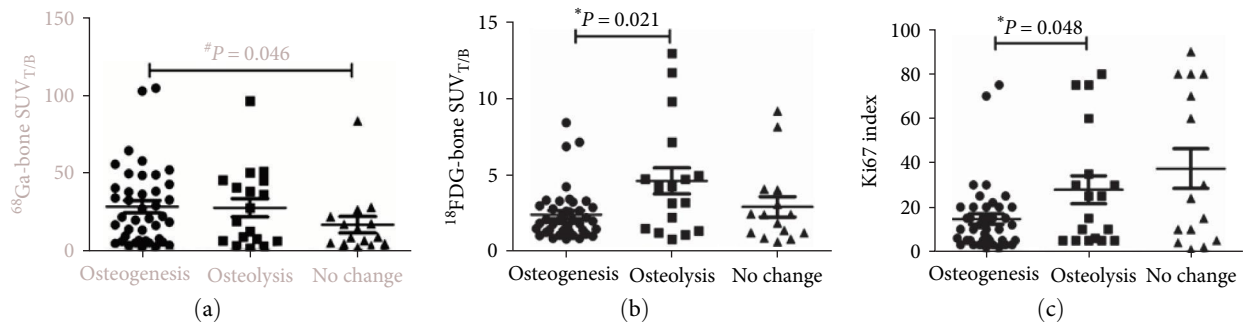 150
100
50
0
⁶⁸Ga-bone SUV_T/B
#P = 0.046
Osteogenesis Osteolysis No change
(a)
15
10
5
0
¹⁸FDG-bone SUV_T/B
*P = 0.021
Osteogenesis Osteolysis No change
(b)
100
80
60
40
20
0
Ki67 index
*P = 0.048
Osteogenesis Osteolysis No change
(c)